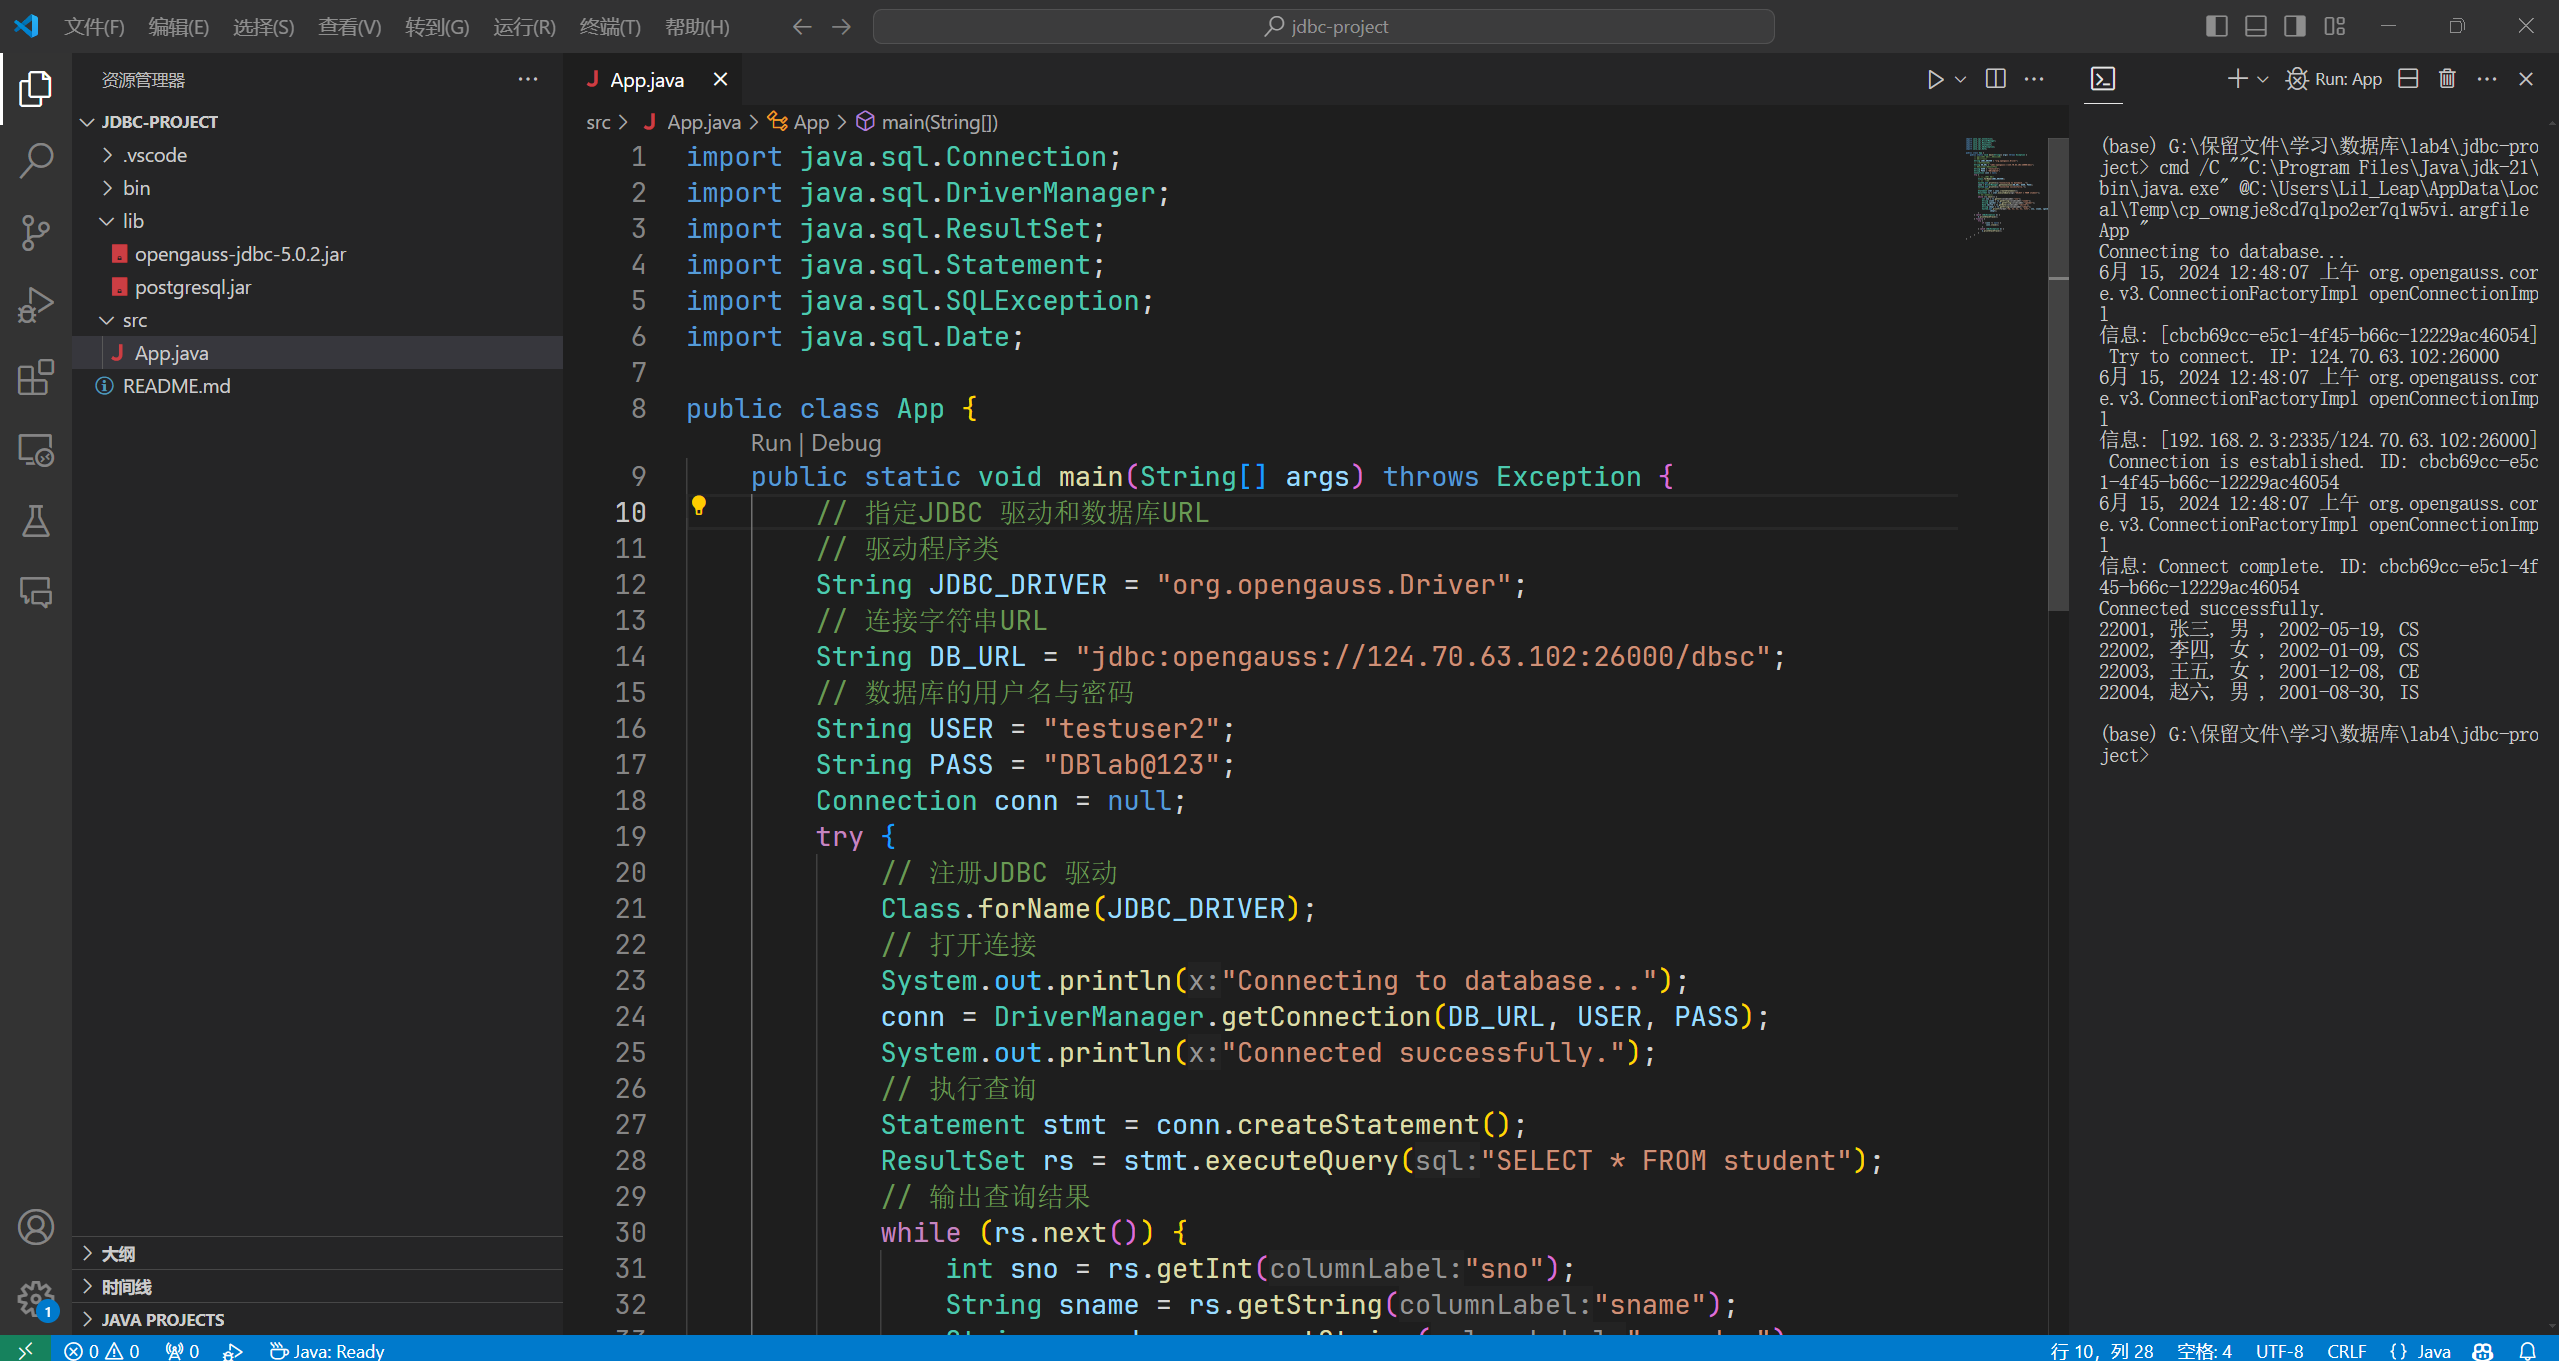 文件(F) 编辑(E) 选择(S) 查看(V) 转到(G) 运行(R) 终端(T) 帮助(H) jdbc-project
资源管理器
JDBC-PROJECT
.vscode
bin
lib
opengauss-jdbc-5.0.2.jar
postgresql.jar
src
App.java
README.md
大纲
时间线
JAVA PROJECTS
App.java
src > App.java > App > main(String[])
1 import java.sql.Connection;
2 import java.sql.DriverManager;
3 import java.sql.ResultSet;
4 import java.sql.Statement;
5 import java.sql.SQLException;
6 import java.sql.Date;
7
8 public class App {
Run | Debug
9 public static void main(String[] args) throws Exception {
10 // 指定JDBC 驱动和数据库URL
11 // 驱动程序类
12 String JDBC_DRIVER = "org.opengauss.Driver";
13 // 连接字符串URL
14 String DB_URL = "jdbc:opengauss://124.70.63.102:26000/dbsc";
15 // 数据库的用户名与密码
16 String USER = "testuser2";
17 String PASS = "DBlab@123";
18 Connection conn = null;
19 try {
20 // 注册JDBC 驱动
21 Class.forName(JDBC_DRIVER);
22 // 打开连接
23 System.out.println(x:"Connecting to database...");
24 conn = DriverManager.getConnection(DB_URL, USER, PASS);
25 System.out.println(x:"Connected successfully.");
26 // 执行查询
27 Statement stmt = conn.createStatement();
28 ResultSet rs = stmt.executeQuery(sql:"SELECT * FROM student");
29 // 输出查询结果
30 while (rs.next()) {
31 int sno = rs.getInt(columnLabel:"sno");
32 String sname = rs.getString(columnLabel:"sname");
Run: App
(base) G:\保留文件\学习\数据库\lab4\jdbc-pro
ject> cmd /C ""C:\Program Files\Java\jdk-21\
bin\java.exe" @C:\Users\Lil_Leap\AppData\Loc
al\Temp\cp_owngje8cd7qlpo2er7q1w5vi.argfile
App "
Connecting to database...
6月 15, 2024 12:48:07 上午 org.opengauss.cor
e.v3.ConnectionFactoryImpl openConnectionImp
l
信息: [cbcb69cc-e5c1-4f45-b66c-12229ac46054]
Try to connect. IP: 124.70.63.102:26000
6月 15, 2024 12:48:07 上午 org.opengauss.cor
e.v3.ConnectionFactoryImpl openConnectionImp
l
信息: [192.168.2.3:2335/124.70.63.102:26000]
Connection is established. ID: cbcb69cc-e5c
1-4f45-b66c-12229ac46054
6月 15, 2024 12:48:07 上午 org.opengauss.cor
e.v3.ConnectionFactoryImpl openConnectionImp
l
信息: Connect complete. ID: cbcb69cc-e5c1-4f
45-b66c-12229ac46054
Connected successfully.
22001, 张三, 男 , 2002-05-19, CS
22002, 李四, 女 , 2002-01-09, CS
22003, 王五, 女 , 2001-12-08, CE
22004, 赵六, 男 , 2001-08-30, IS
(base) G:\保留文件\学习\数据库\lab4\jdbc-pro
ject>
1
0 0 0 Java: Ready 行 10, 列 28 空格: 4 UTF-8 CRLF {} Java